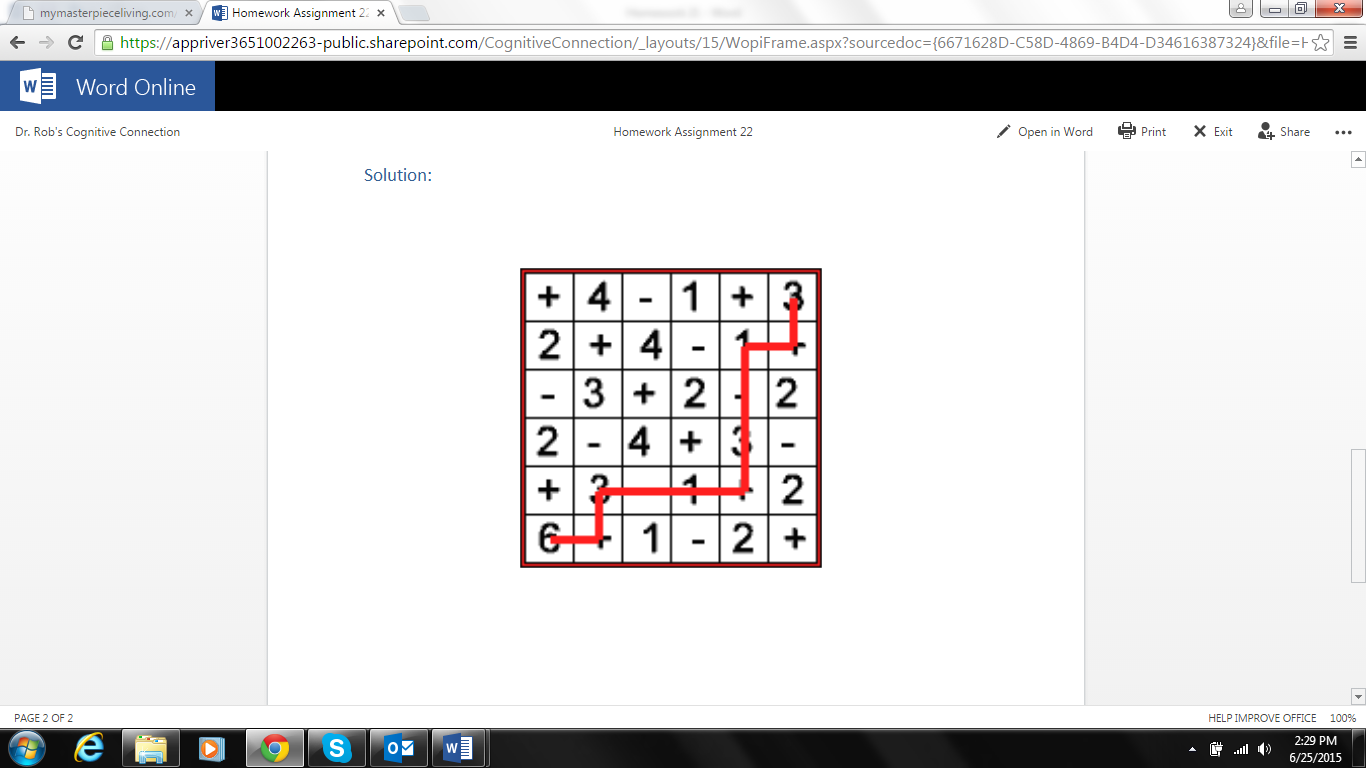 mymasterpieceliving.com/
Homework Assignment 22
https://appriver3651002263-public.sharepoint.com/CognitiveConnection/_layouts/15/WopiFrame.aspx?sourcedoc={6671628D-C58D-4869-B4D4-D34616387324}&file=H
Word Online
Dr. Rob's Cognitive Connection Homework Assignment 22 Open in Word Print Exit Share
Solution:
+ 4 - 1 + 3
2 + 4 - 1 +
- 3 + 2 - 2
2 - 4 + 3 -
+ 3 1 + 2
6 + 1 - 2 +
PAGE 2 OF 2 HELP IMPROVE OFFICE 100%
2:29 PM
6/25/2015